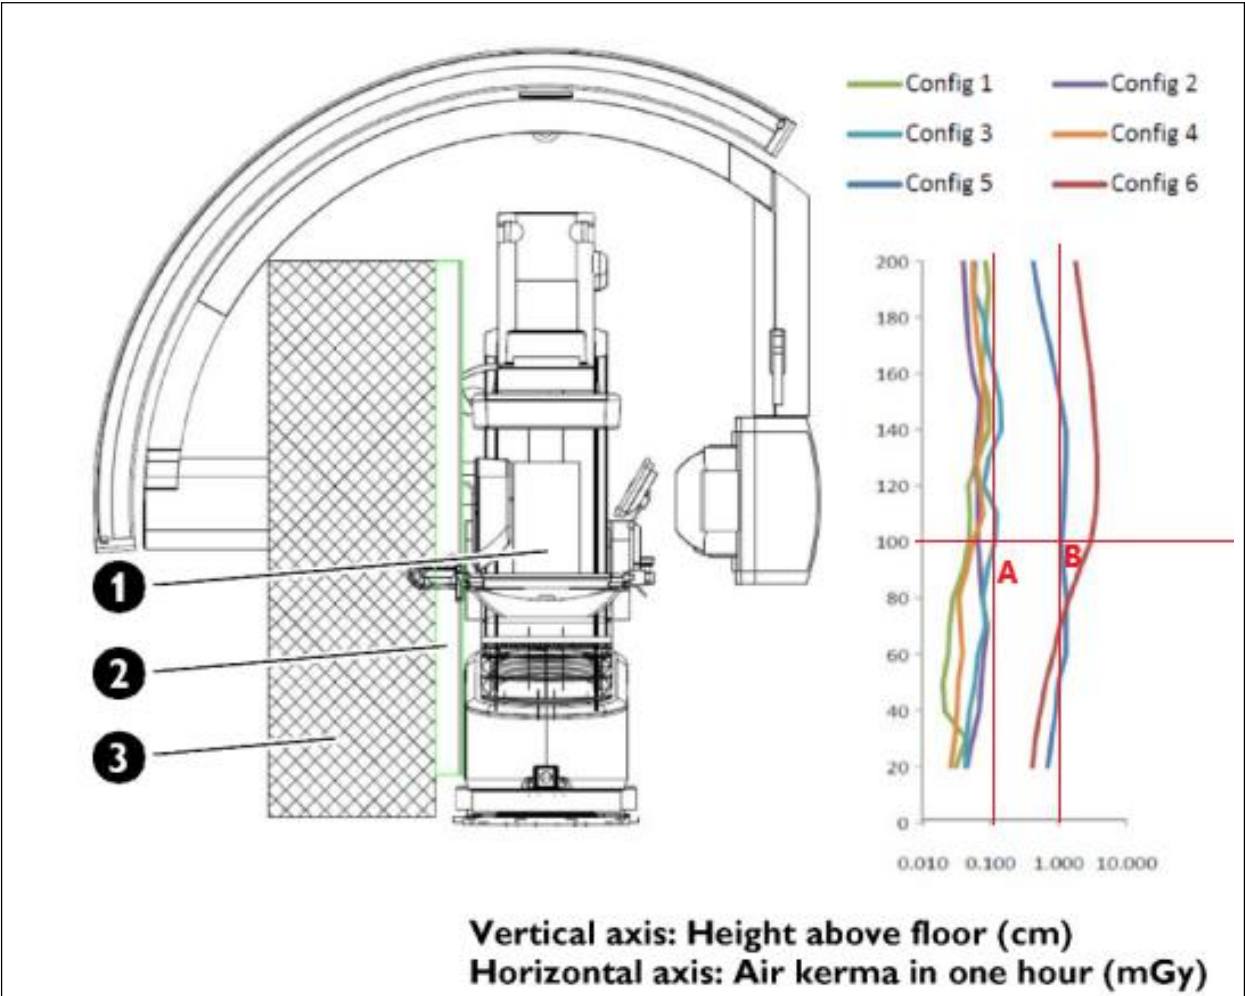 Config 1 Config 2
Config 3 Config 4
Config 5 Config 6
200
180
160
140
120
100
80
60
40
20
0
A B
0.010 0.100 1.000 10.000
1
2
3
Vertical axis: Height above floor (cm)
Horizontal axis: Air kerma in one hour (mGy)